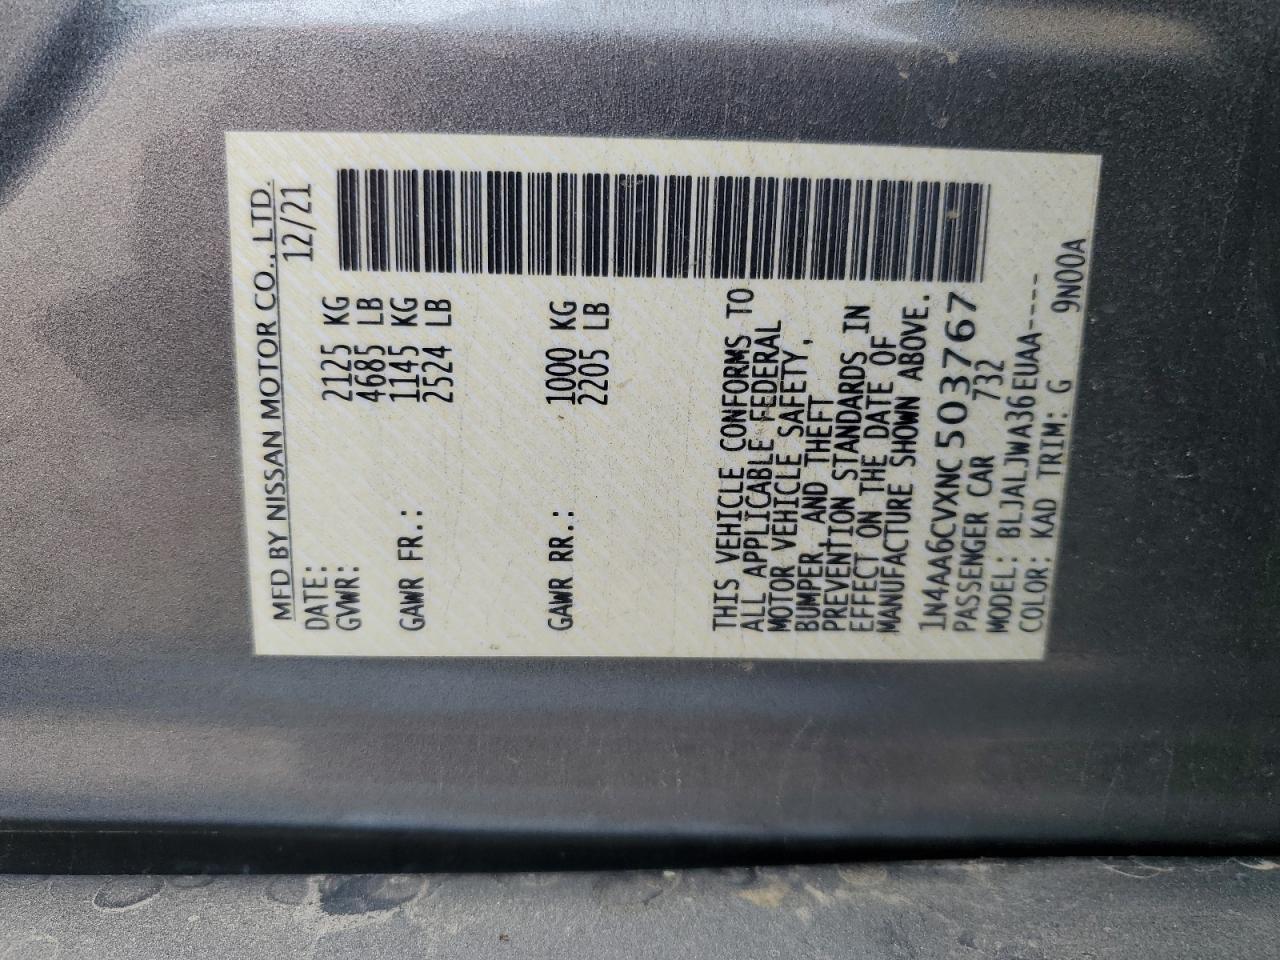 MFD BY NISSAN MOTOR CO., LTD.
DATE: 12/21
GVWR: 2125 KG
4685 LB
GAWR FR.: 1145 KG
2524 LB
GAWR RR.: 1000 KG
2205 LB
THIS VEHICLE CONFORMS TO
ALL APPLICABLE FEDERAL
MOTOR VEHICLE SAFETY,
BUMPER, AND THEFT
PREVENTION STANDARDS IN
EFFECT ON THE DATE OF
MANUFACTURE SHOWN ABOVE.
1N4AA6CVXNC503767
PASSENGER CAR 732
MODEL: BLJALJWA36EUAA-----
COLOR: KAD TRIM: G 9N00A